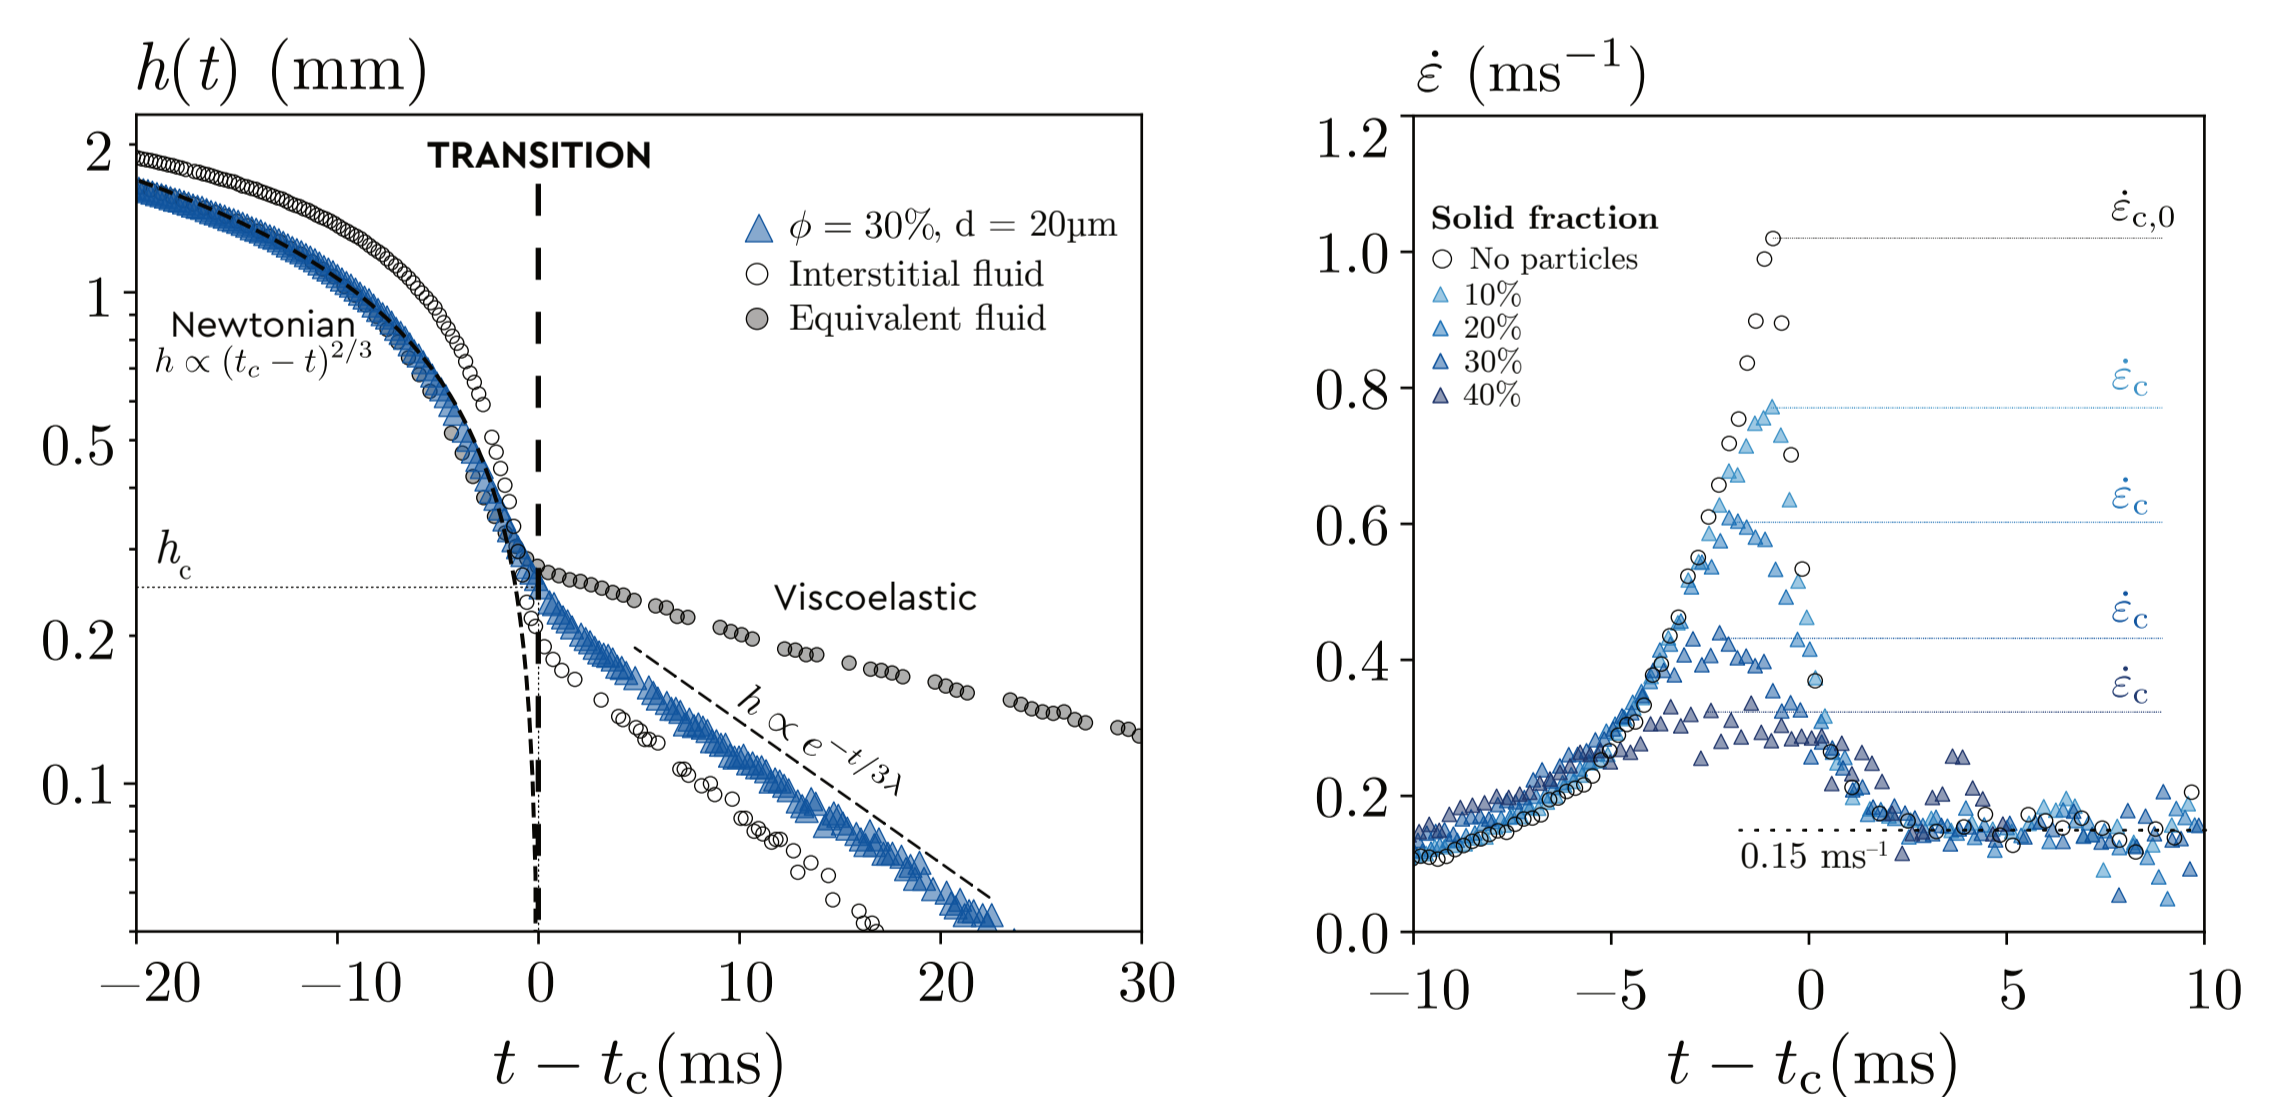 h(t) (mm)
TRANSITION
2
1
0.5
0.2
0.1
ϕ = 30%, d = 20µm
Interstitial fluid
Equivalent fluid
Newtonian
h ∝ (t_c − t)^{2/3}
h_c
Viscoelastic
h ∝ e^{−t/3λ}
−20 −10 0 10 20 30
t − t_c(ms)
ε̇ (ms⁻¹)
1.2
1.0
0.8
0.6
0.4
0.2
0.0
Solid fraction
No particles
10%
20%
30%
40%
ε̇_{c,0}
ε̇_c
ε̇_c
ε̇_c
ε̇_c
0.15 ms⁻¹
−10 −5 0 5 10
t − t_c(ms)